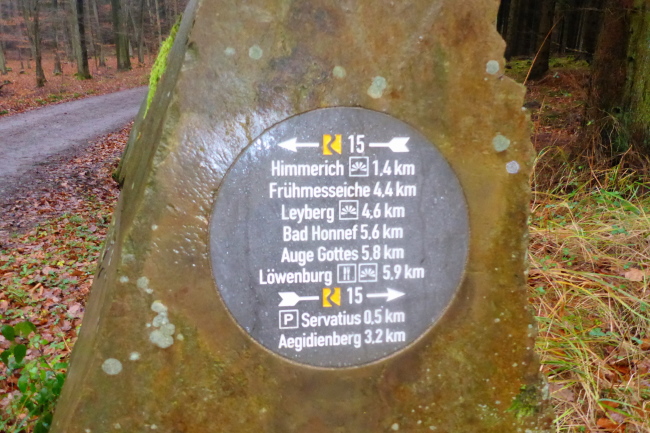 15
Himmerich 1,4 km
Frühmesseiche 4,4 km
Leyberg 4,6 km
Bad Honnef 5,6 km
Auge Gottes 5,8 km
Löwenburg 5,9 km
15
P Servatius 0,5 km
Aegidienberg 3,2 km